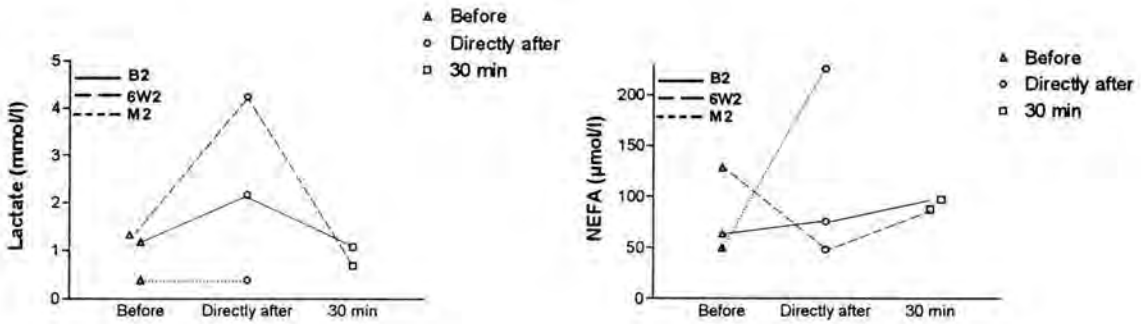 Before
Directly after
30 min
5
4
3
2
1
0
B2
6W2
M2
Lactate (mmol/l)
Before
Directly after
30 min
Before
Directly after
30 min
200
150
100
50
0
B2
6W2
M2
NEFA (µmol/l)
Before
Directly after
30 min